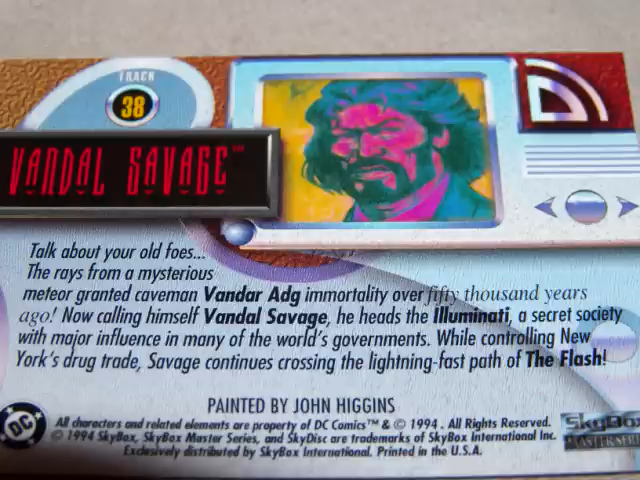 TRACK
38
VANDAL SAVAGE™
Talk about your old foes...
The rays from a mysterious
meteor granted caveman Vandar Adg immortality over fifty thousand years
ago! Now calling himself Vandal Savage, he heads the Illuminati, a secret society
with major influence in many of the world's governments. While controlling New
York's drug trade, Savage continues crossing the lightning-fast path of The Flash!
PAINTED BY JOHN HIGGINS
DC
All characters and related elements are property of DC Comics™ & © 1994. All Rights Reserved.
© 1994 SkyBox, SkyBox Master Series, and SkyDisc are trademarks of SkyBox International Inc.
Exclusively distributed by SkyBox International. Printed in the U.S.A.
SkyBox
MASTER SERIES